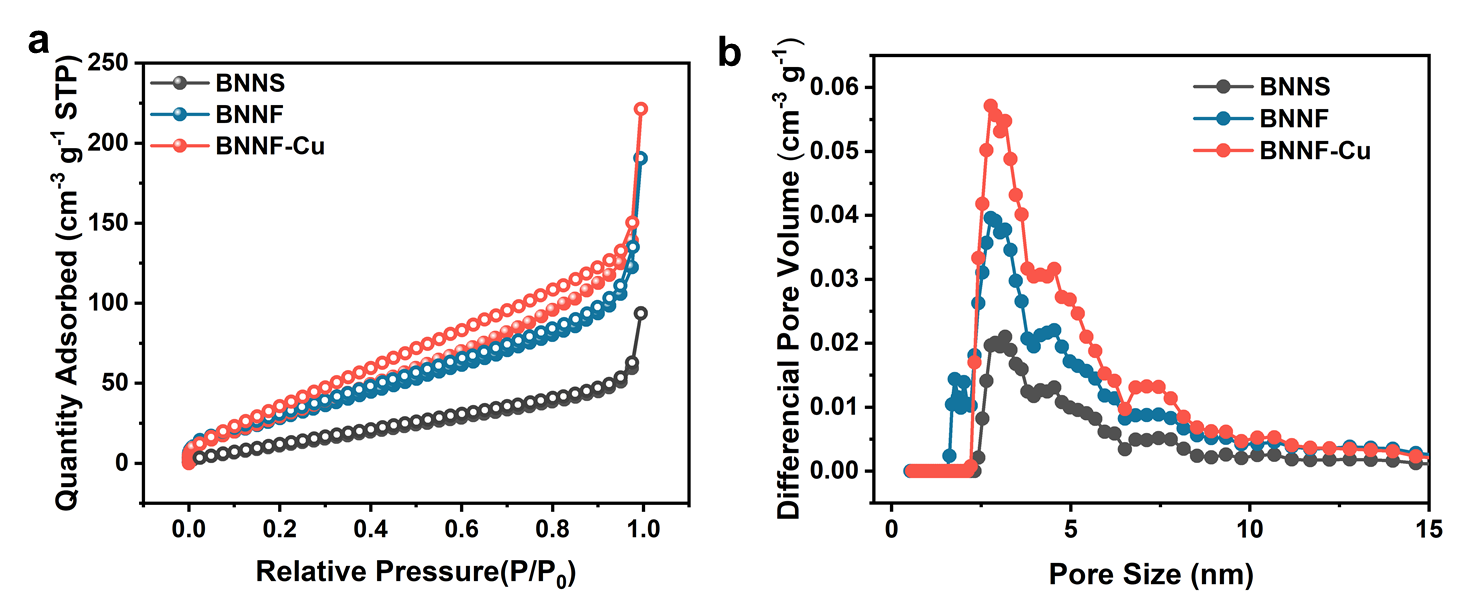 a
Quantity Adsorbed (cm⁻³ g⁻¹ STP)
250
200
150
100
50
0
BNNS
BNNF
BNNF-Cu
0.0 0.2 0.4 0.6 0.8 1.0
Relative Pressure(P/P₀)
b
Differencial Pore Volume (cm⁻³ g⁻¹)
0.06
0.05
0.04
0.03
0.02
0.01
0.00
BNNS
BNNF
BNNF-Cu
0 5 10 15
Pore Size (nm)